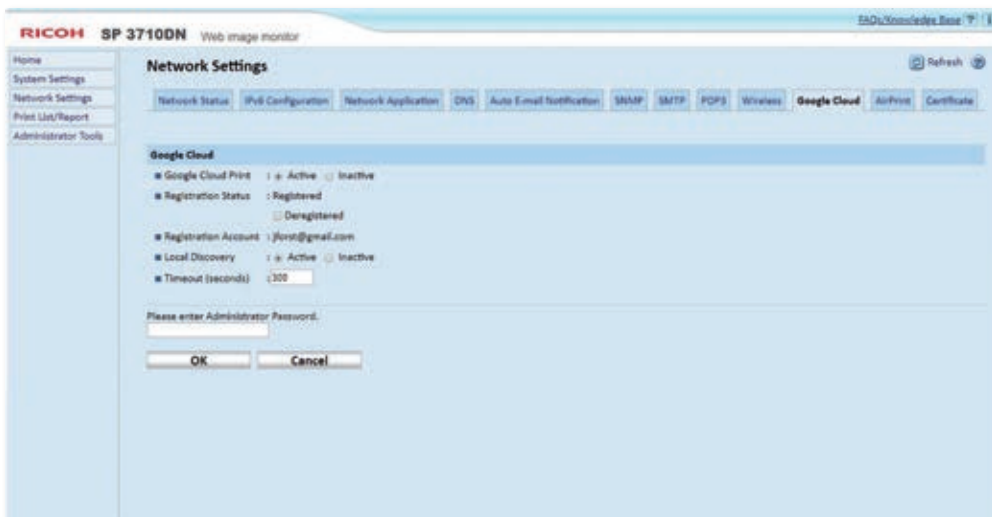 FAQs/Knowledge Base ?
RICOH SP 3710DN Web image monitor
Home
System Settings
Network Settings
Print List/Report
Administrator Tools
Network Settings
Refresh ?
Network Status IPv6 Configuration Network Application DNS Auto E-mail Notification SNMP SMTP POP3 Wireless Google Cloud AirPrint Certificate
Google Cloud
Google Cloud Print : Active Inactive
Registration Status : Registered
Deregistered
Registration Account : jforst@gmail.com
Local Discovery : Active Inactive
Timeout (seconds) : 300
Please enter Administrator Password.
OK Cancel